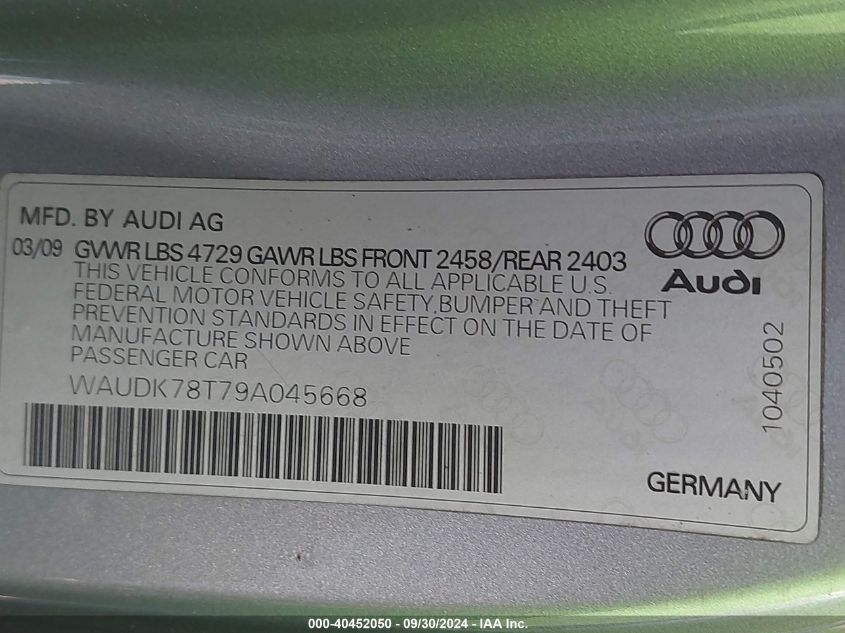 MFD. BY AUDI AG
03/09 GVWR LBS 4729 GAWR LBS FRONT 2458/REAR 2403
THIS VEHICLE CONFORMS TO ALL APPLICABLE U.S.
FEDERAL MOTOR VEHICLE SAFETY, BUMPER AND THEFT
PREVENTION STANDARDS IN EFFECT ON THE DATE OF
MANUFACTURE SHOWN ABOVE
PASSENGER CAR
WAUDK78T79A045668
Audi
1040502
GERMANY
000-40452050 - 09/30/2024 - IAA Inc.